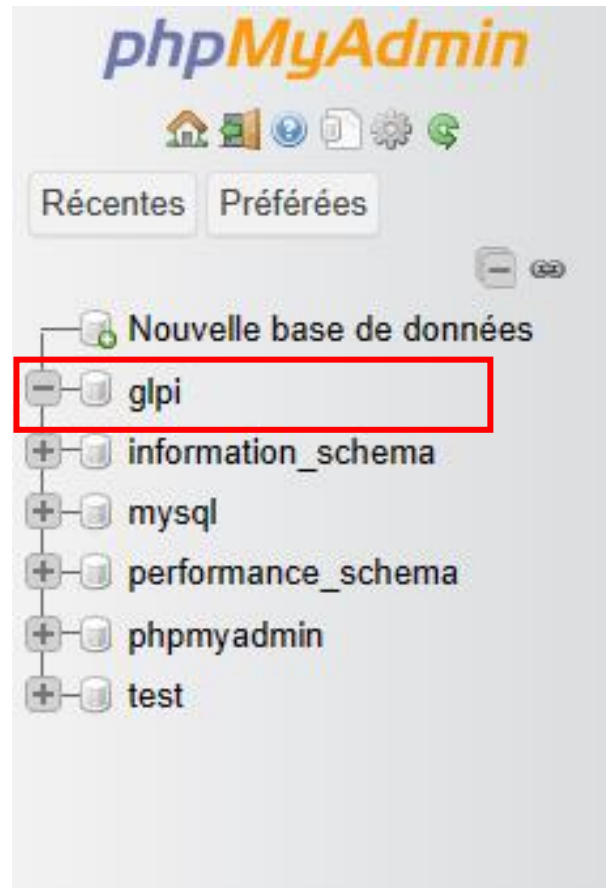 phpMyAdmin
Récentes Préférées
Nouvelle base de données
glpi
information_schema
mysql
performance_schema
phpmyadmin
test